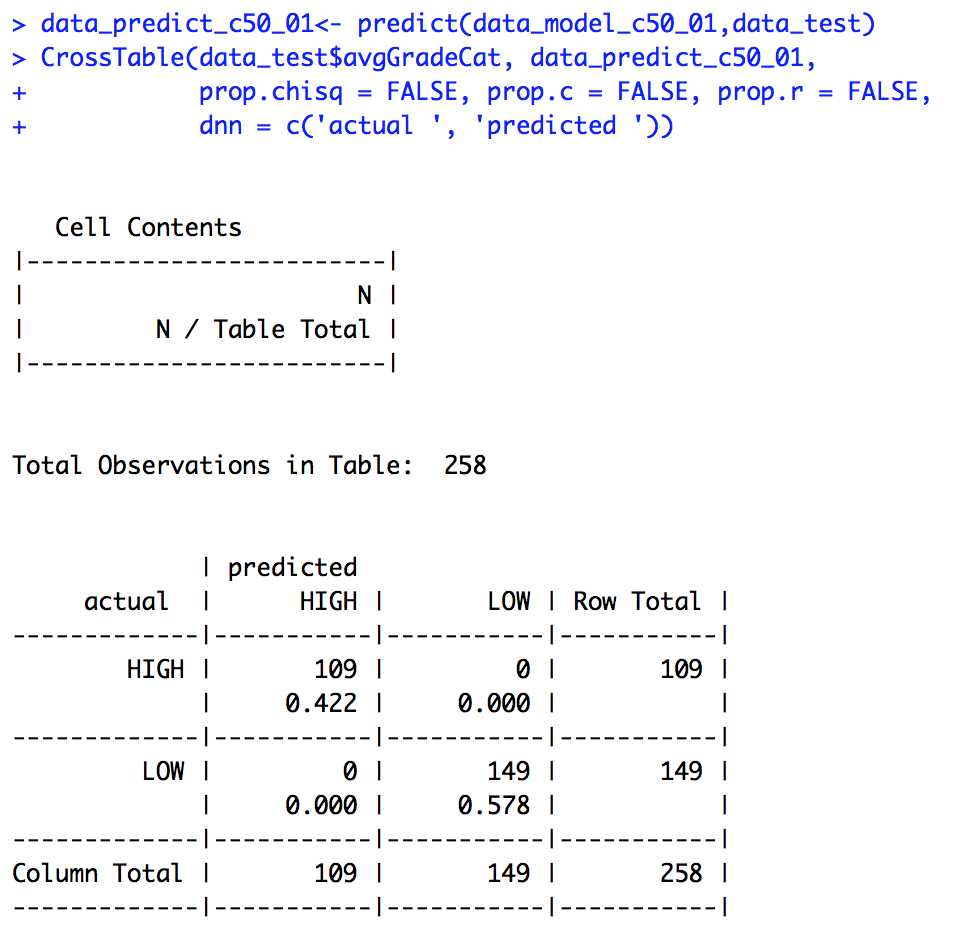 > data_predict_c50_01<- predict(data_model_c50_01,data_test)
> CrossTable(data_test$avgGradeCat, data_predict_c50_01,
+            prop.chisq = FALSE, prop.c = FALSE, prop.r = FALSE,
+            dnn = c('actual ', 'predicted '))
   Cell Contents
|-------------------------|
|                       N |
|         N / Table Total |
|-------------------------|
Total Observations in Table:  258
             | predicted
     actual  |      HIGH |       LOW | Row Total |
-------------|-----------|-----------|-----------|
        HIGH |       109 |         0 |       109 |
             |     0.422 |     0.000 |           |
-------------|-----------|-----------|-----------|
         LOW |         0 |       149 |       149 |
             |     0.000 |     0.578 |           |
-------------|-----------|-----------|-----------|
Column Total |       109 |       149 |       258 |
-------------|-----------|-----------|-----------|